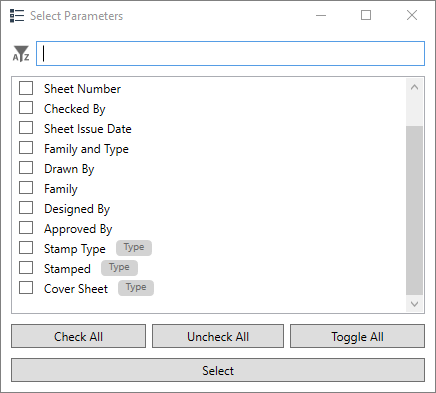 Select Parameters
AZ
Sheet Number
Checked By
Sheet Issue Date
Family and Type
Drawn By
Family
Designed By
Approved By
Stamp Type Type
Stamped Type
Cover Sheet Type
Check All Uncheck All Toggle All
Select